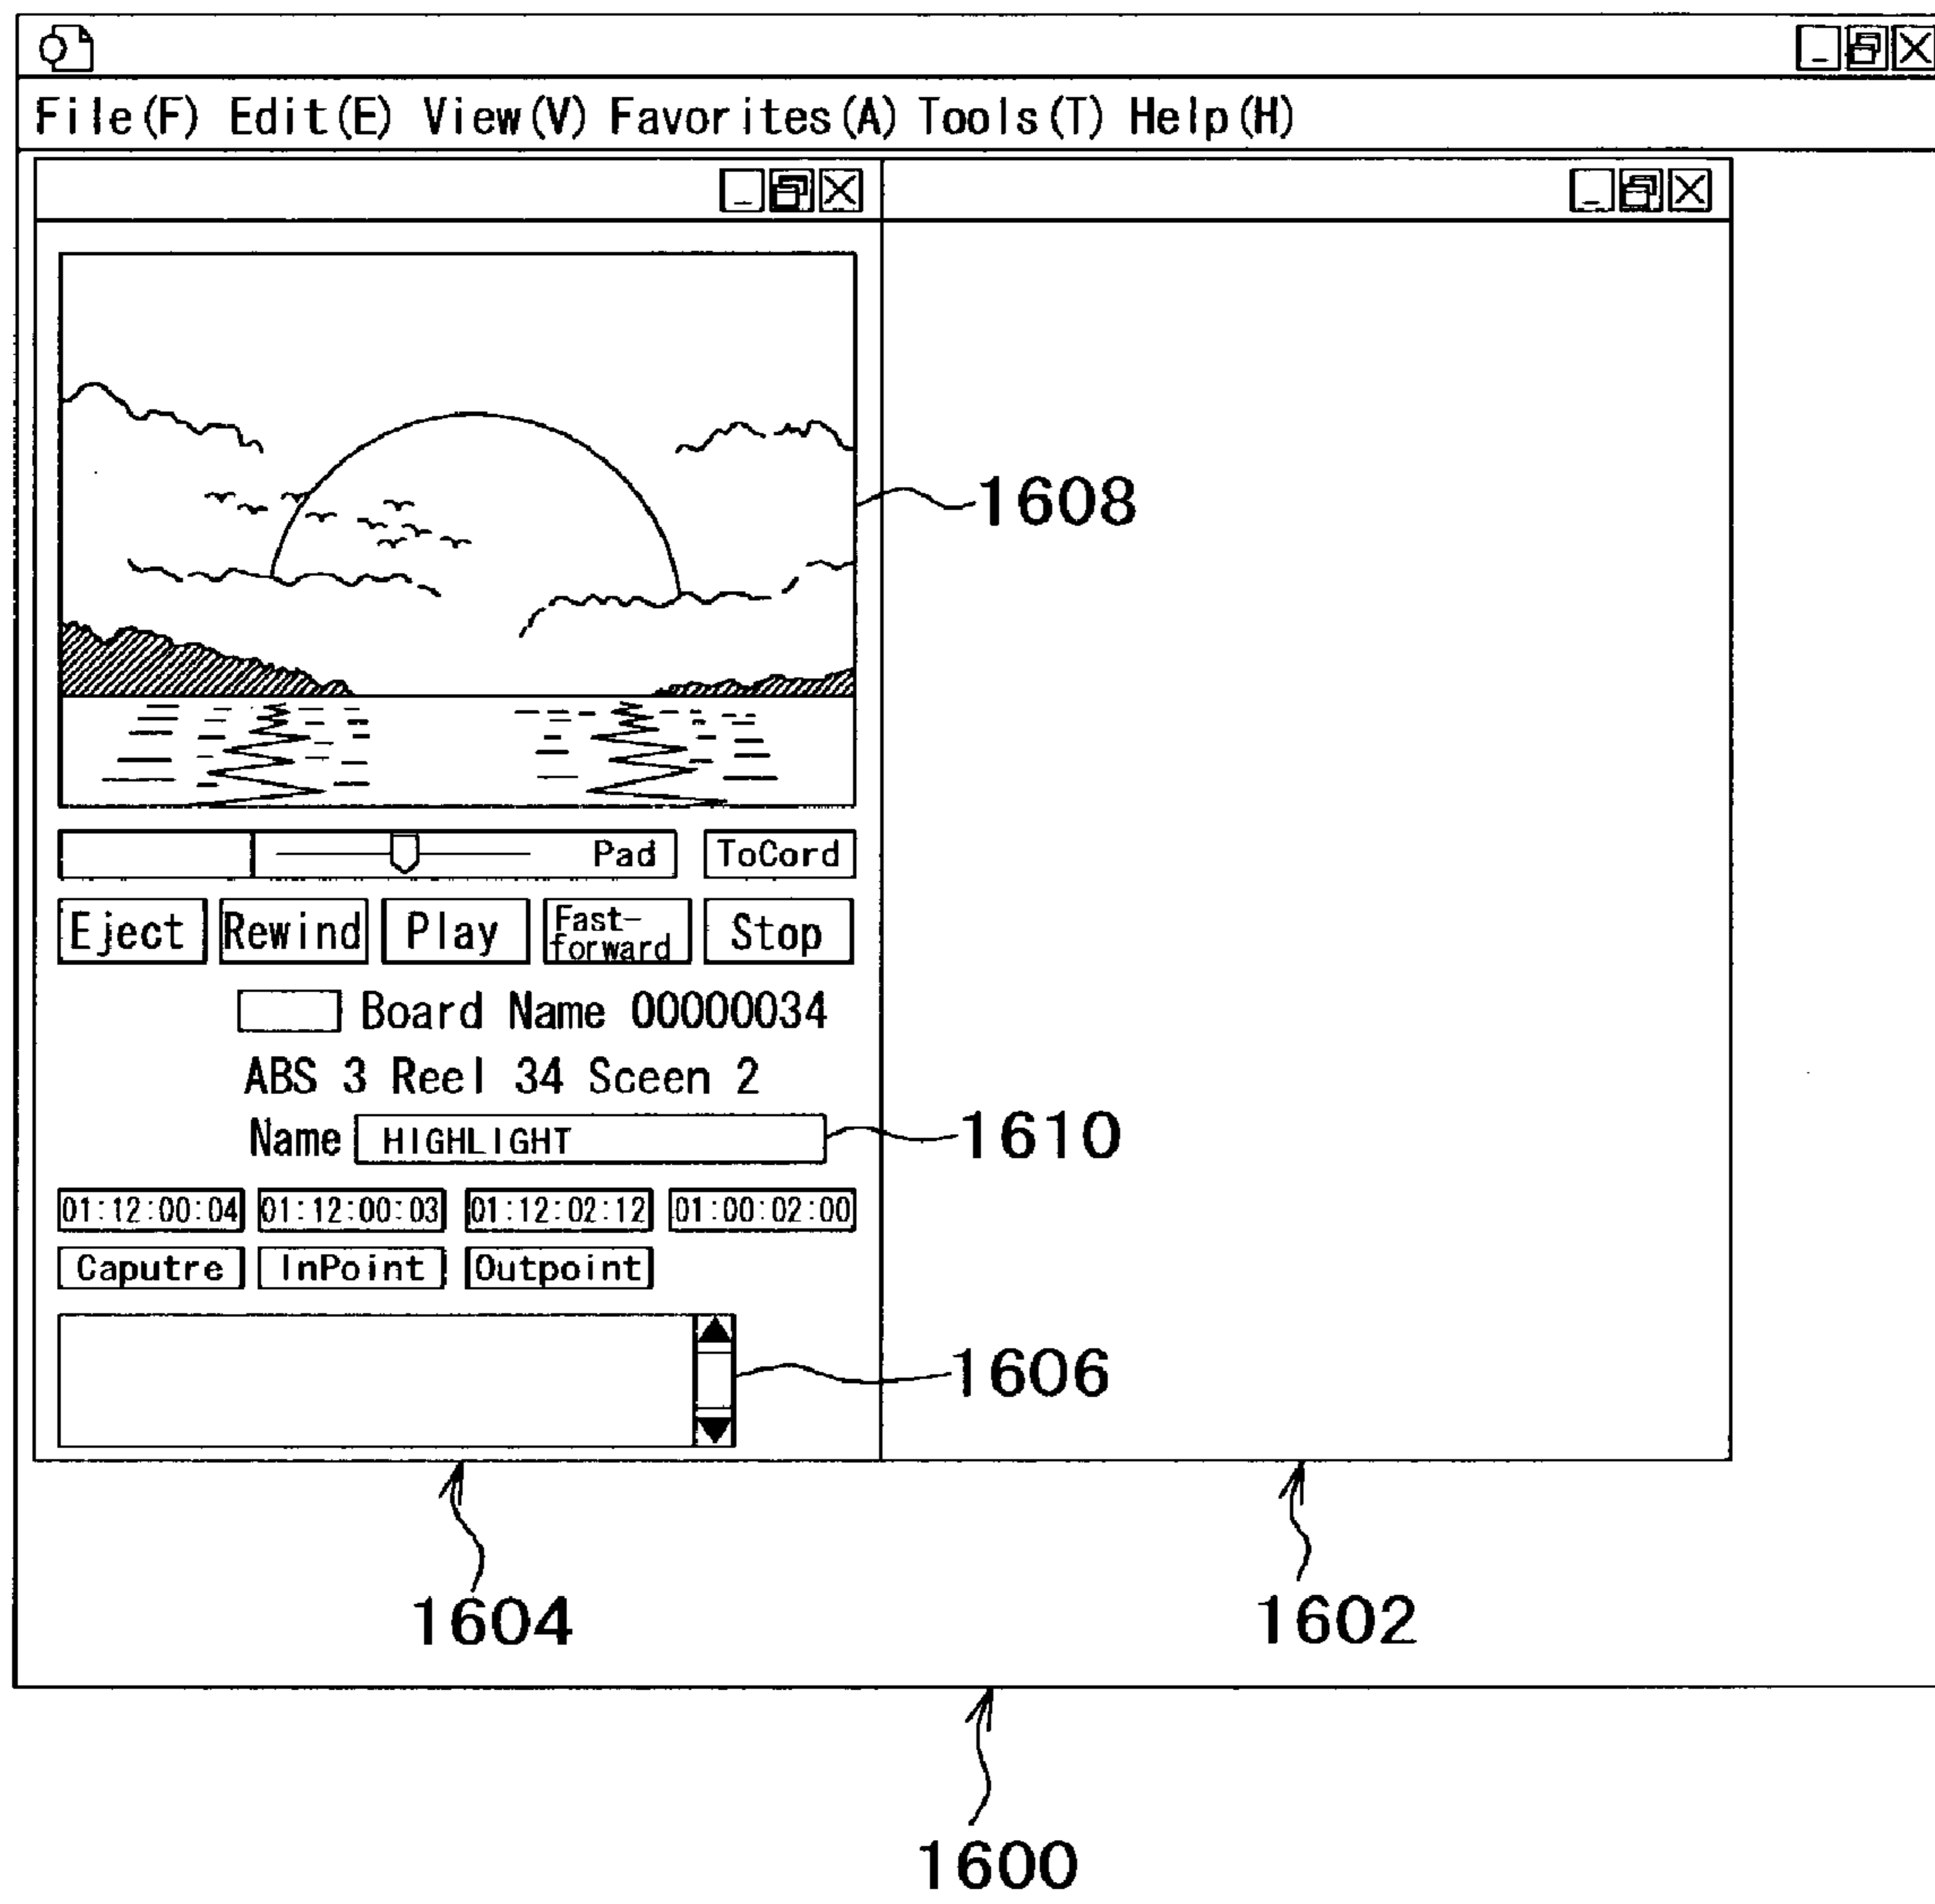 File(F) Edit(E) View(V) Favorites(A) Tools(T) Help(H)
1608
Pad ToCord
Eject Rewind Play Fast-forward Stop
Board Name 00000034
ABS 3 Reel 34 Sceen 2
Name HIGHLIGHT
1610
01:12:00:04 01:12:00:03 01:12:02:12 01:00:02:00
Caputre InPoint Outpoint
1606
1604 1602
1600